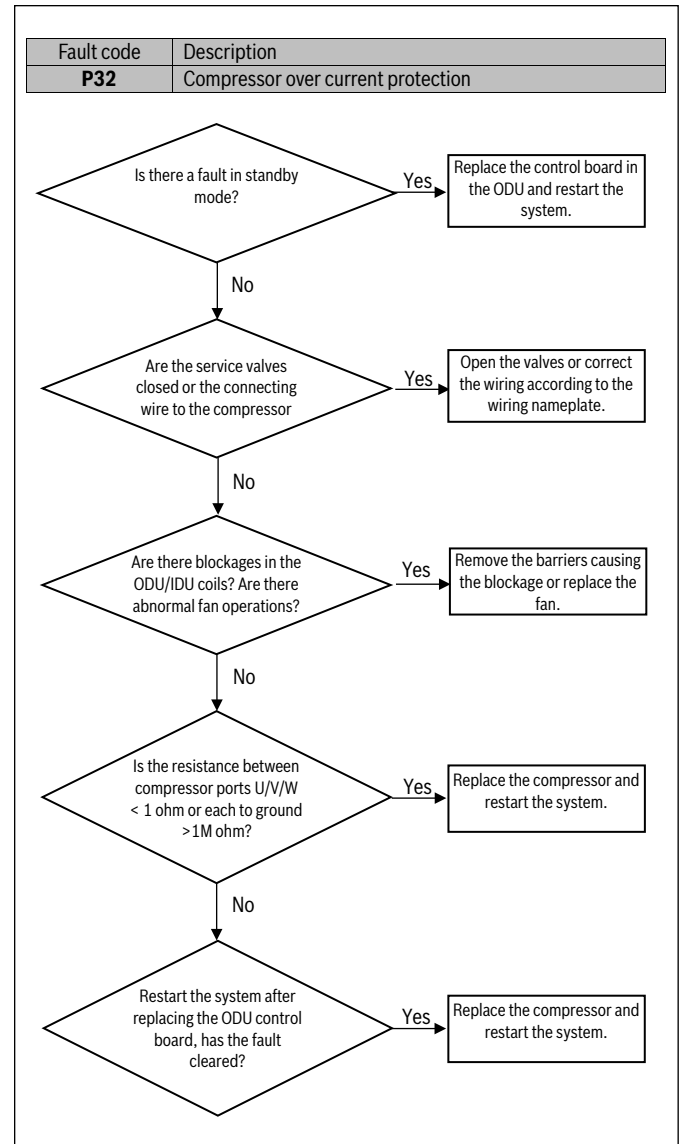 Fault code Description
P32 Compressor over current protection
Is there a fault in standby
mode?
Yes
Replace the control board in
the ODU and restart the
system.
No
Are the service valves
closed or the connecting
wire to the compressor
Yes
Open the valves or correct
the wiring according to the
wiring nameplate.
No
Are there blockages in the
ODU/IDU coils? Are there
abnormal fan operations?
Yes
Remove the barriers causing
the blockage or replace the
fan.
No
Is the resistance between
compressor ports U/V/W
< 1 ohm or each to ground
>1M ohm?
Yes
Replace the compressor and
restart the system.
No
Restart the system after
replacing the ODU control
board, has the fault
cleared?
Yes
Replace the compressor and
restart the system.